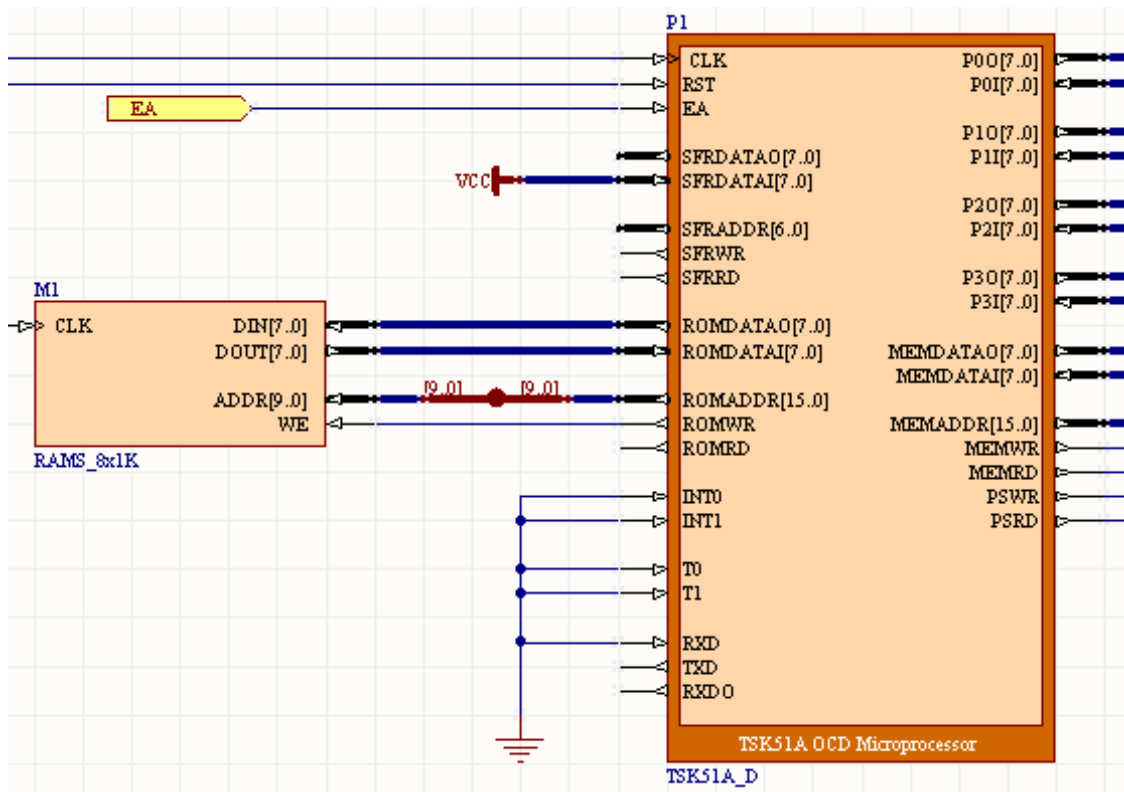 P1
CLK
P0O[7..0]
RST
P0I[7..0]
EA
EA
P1O[7..0]
SFRDATAO[7..0]
P1I[7..0]
VCC
SFRDATAI[7..0]
P2O[7..0]
SFRADDR[6..0]
P2I[7..0]
SFRWR
SFRRD
P3O[7..0]
M1
P3I[7..0]
CLK
DIN[7..0]
ROMDATAO[7..0]
DOUT[7..0]
ROMDATAI[7..0]
MEMDATAO[7..0]
MEMDATAI[7..0]
[9..0]
[9..0]
ADDR[9..0]
ROMADDR[15..0]
WE
ROMWR
MEMADDR[15..0]
ROMRD
MEMWR
RAMS_8x1K
MEMRD
INT0
PSWR
INT1
PSRD
T0
T1
RXD
TXD
RXDO
TSK51A OCD Microprocessor
TSK51A_D